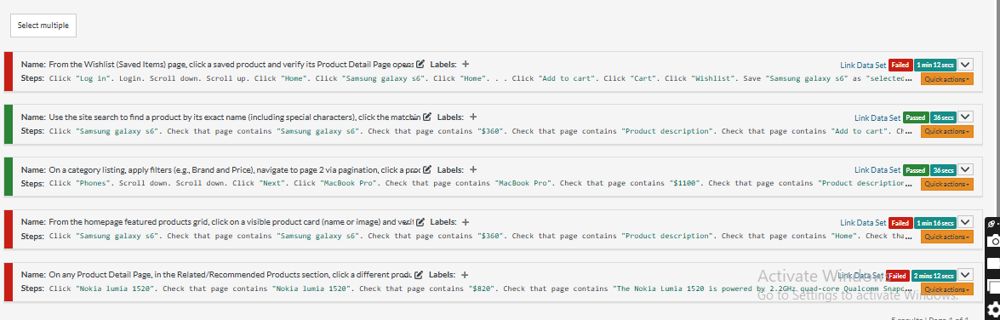 Select multiple
Name: From the Wishlist (Saved Items) page, click a saved product and verify its Product Detail Page opens Labels: +
Link Data Set Failed 1 min 12 secs
Steps: Click "Log in". Login. Scroll down. Scroll up. Click "Home". Click "Samsung galaxy s6". Click "Home". . . Click "Add to cart". Click "Cart". Click "Wishlist". Save "Samsung galaxy s6" as "selected...
Quick actions
Name: Use the site search to find a product by its exact name (including special characters), click the matchin Labels: +
Link Data Set Passed 36 secs
Steps: Click "Samsung galaxy s6". Check that page contains "Samsung galaxy s6". Check that page contains "$360". Check that page contains "Product description". Check that page contains "Add to cart". Ch...
Quick actions
Name: On a category listing, apply filters (e.g., Brand and Price), navigate to page 2 via pagination, click a proc Labels: +
Link Data Set Passed 36 secs
Steps: Click "Phones". Scroll down. Scroll down. Click "Next". Click "MacBook Pro". Check that page contains "MacBook Pro". Check that page contains "$1100". Check that page contains "Product description...
Quick actions
Name: From the homepage featured products grid, click on a visible product card (name or image) and verif Labels: +
Link Data Set Failed 1 min 16 secs
Steps: Click "Samsung galaxy s6". Check that page contains "Samsung galaxy s6". Check that page contains "$360". Check that page contains "Product description". Check that page contains "Home". Check tha...
Quick actions
Name: On any Product Detail Page, in the Related/Recommended Products section, click a different produ Labels: +
Link Data Set Failed 2 mins 12 secs
Steps: Click "Nokia lumia 1520". Check that page contains "Nokia lumia 1520". Check that page contains "$820". Check that page contains "The Nokia Lumia 1520 is powered by 2.2GHz quad-core Qualcomm Snapd...
Quick actions
Activate Windows
Go to Settings to activate Windows.
5 results | Page 1 of 1